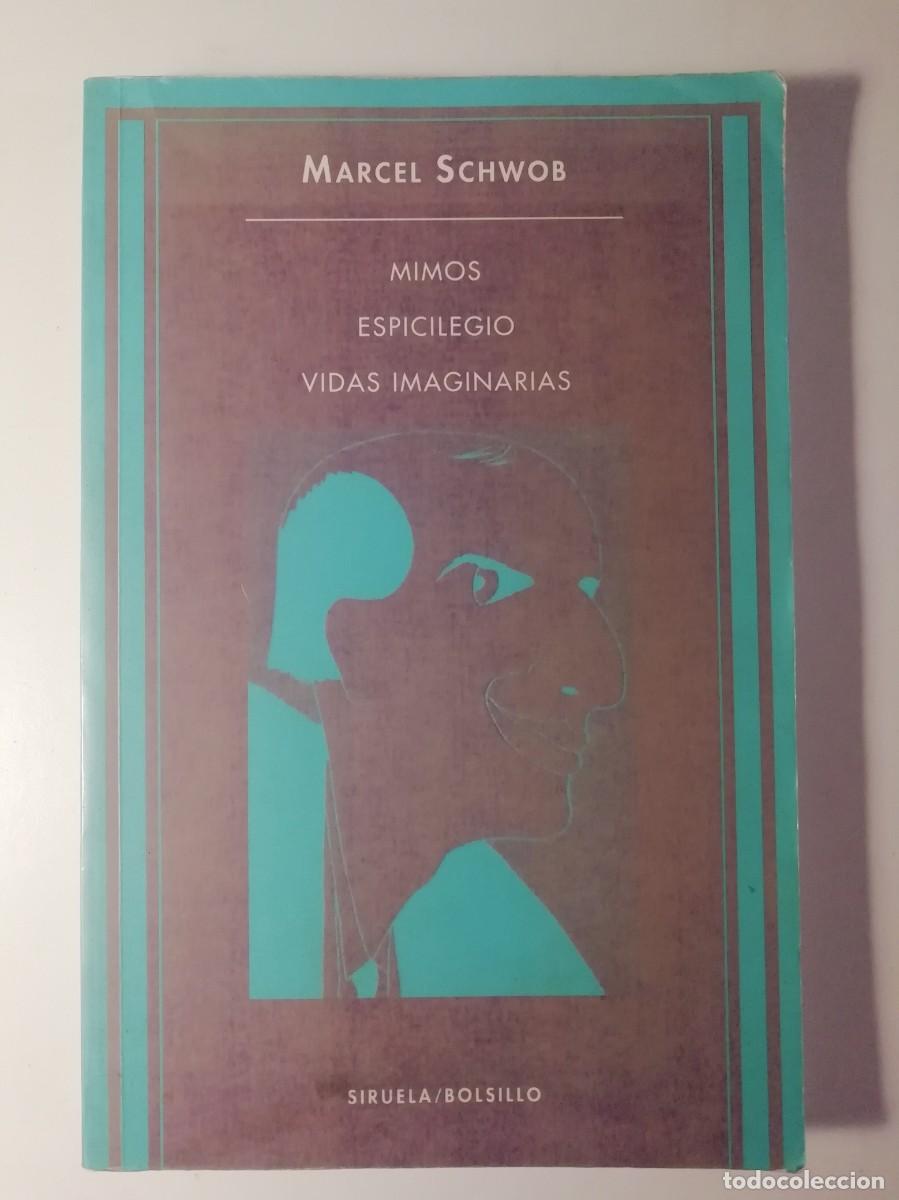 MARCEL SCHWOB
MIMOS
ESPICILEGIO
VIDAS IMAGINARIAS
SIRUELA/BOLSILLO
todocoleccion